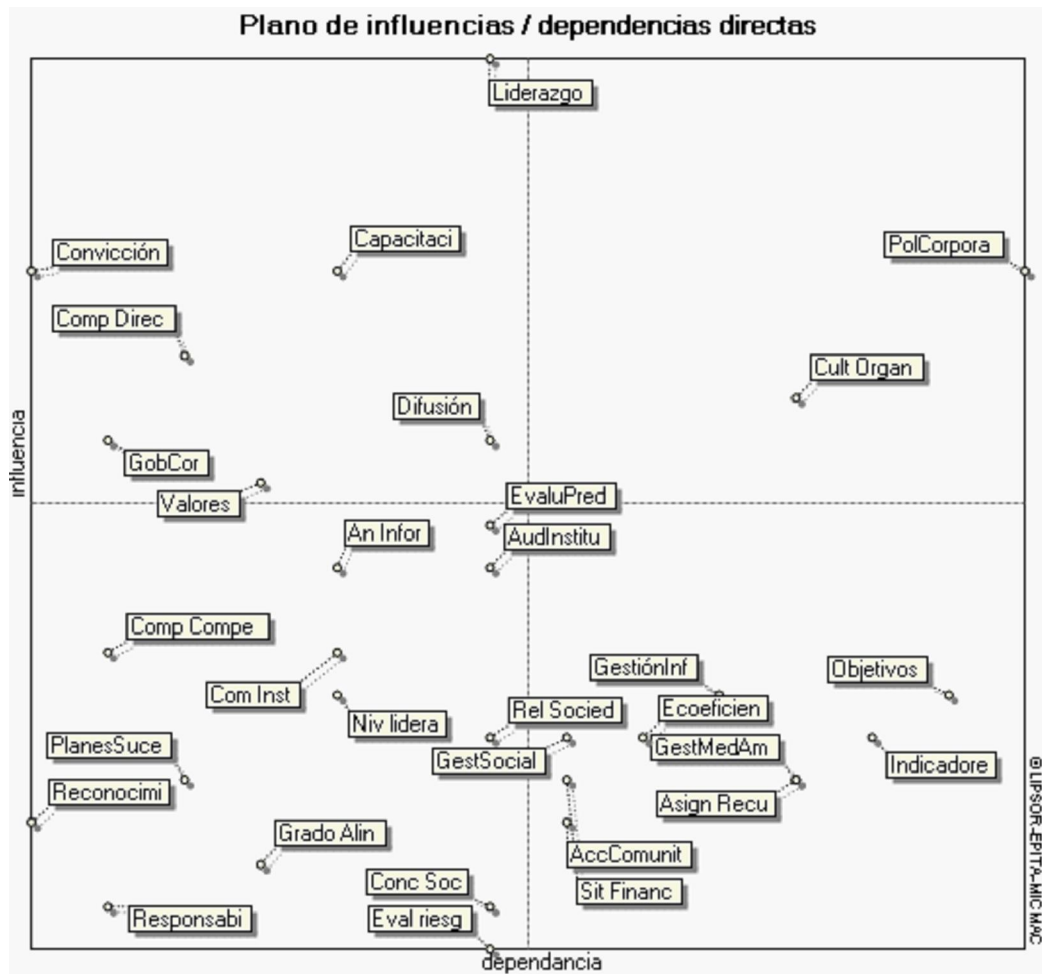 Plano de influencias / dependencias directas
Liderazgo
Capacitaci
PolCorpora
Convicción
Comp Direc
Cult Organ
Difusión
GobCor
influencia
EvaluPred
Valores
An Infor
AudInstitu
Comp Compe
GestiónInf
Objetivos
Com Inst
Rel Socied
Ecoeficien
Niv lidera
PlanesSuce
GestMedAm
GestSocial
Indicadore
Reconocimi
Asign Recu
Grado Alin
AccComunit
Conc Soc
Sit Financ
Responsabi
Eval riesg
dependancia
©LIPSOR-EPITA-MICMAC